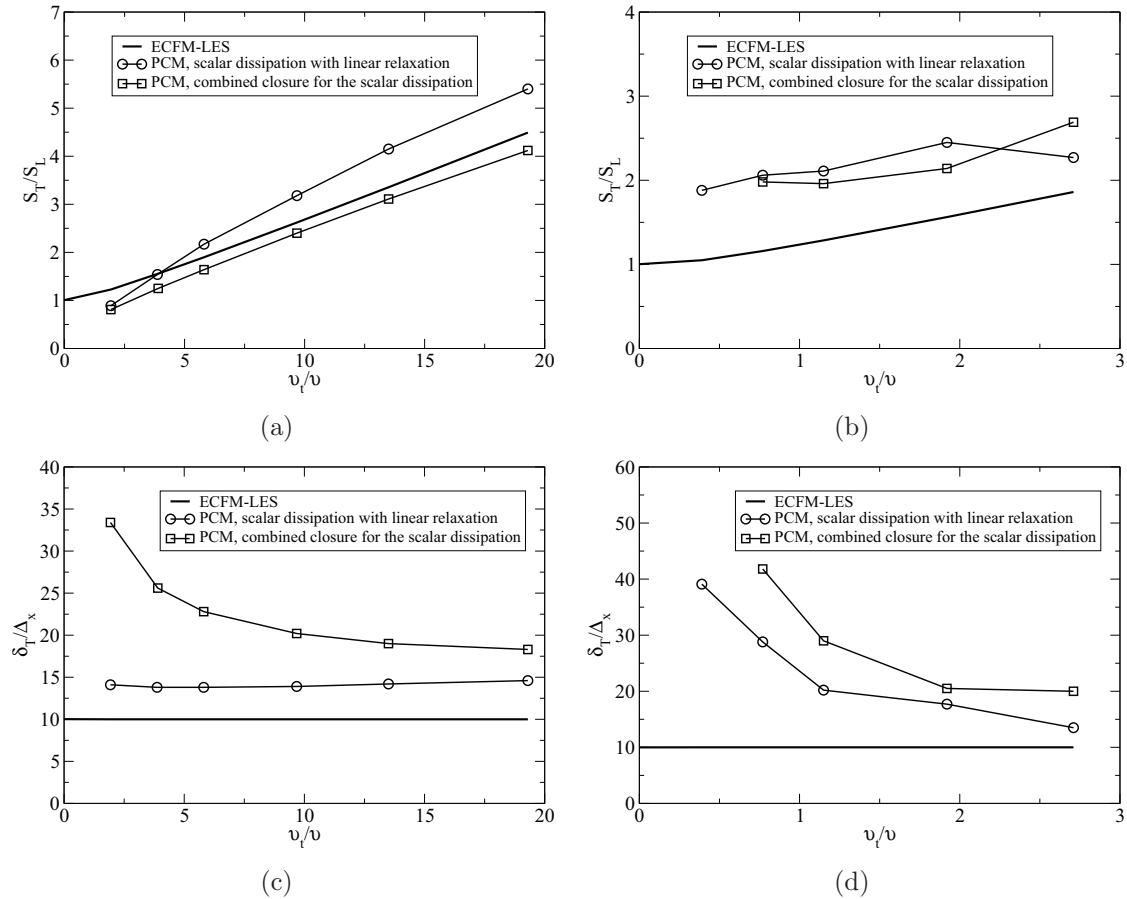 7
6
5
4
3
2
1
0
S_T/S_L
ECFM-LES
PCM, scalar dissipation with linear relaxation
PCM, combined closure for the scalar dissipation
0 5 10 15 20
υ_t/υ
(a)
4
3
2
1
0
S_T/S_L
ECFM-LES
PCM, scalar dissipation with linear relaxation
PCM, combined closure for the scalar dissipation
0 1 2 3
υ_t/υ
(b)
40
35
30
25
20
15
10
5
0
δ_T/Δ_x
ECFM-LES
PCM, scalar dissipation with linear relaxation
PCM, combined closure for the scalar dissipation
0 5 10 15 20
υ_t/υ
(c)
60
50
40
30
20
10
0
δ_T/Δ_x
ECFM-LES
PCM, scalar dissipation with linear relaxation
PCM, combined closure for the scalar dissipation
0 1 2 3
υ_t/υ
(d)